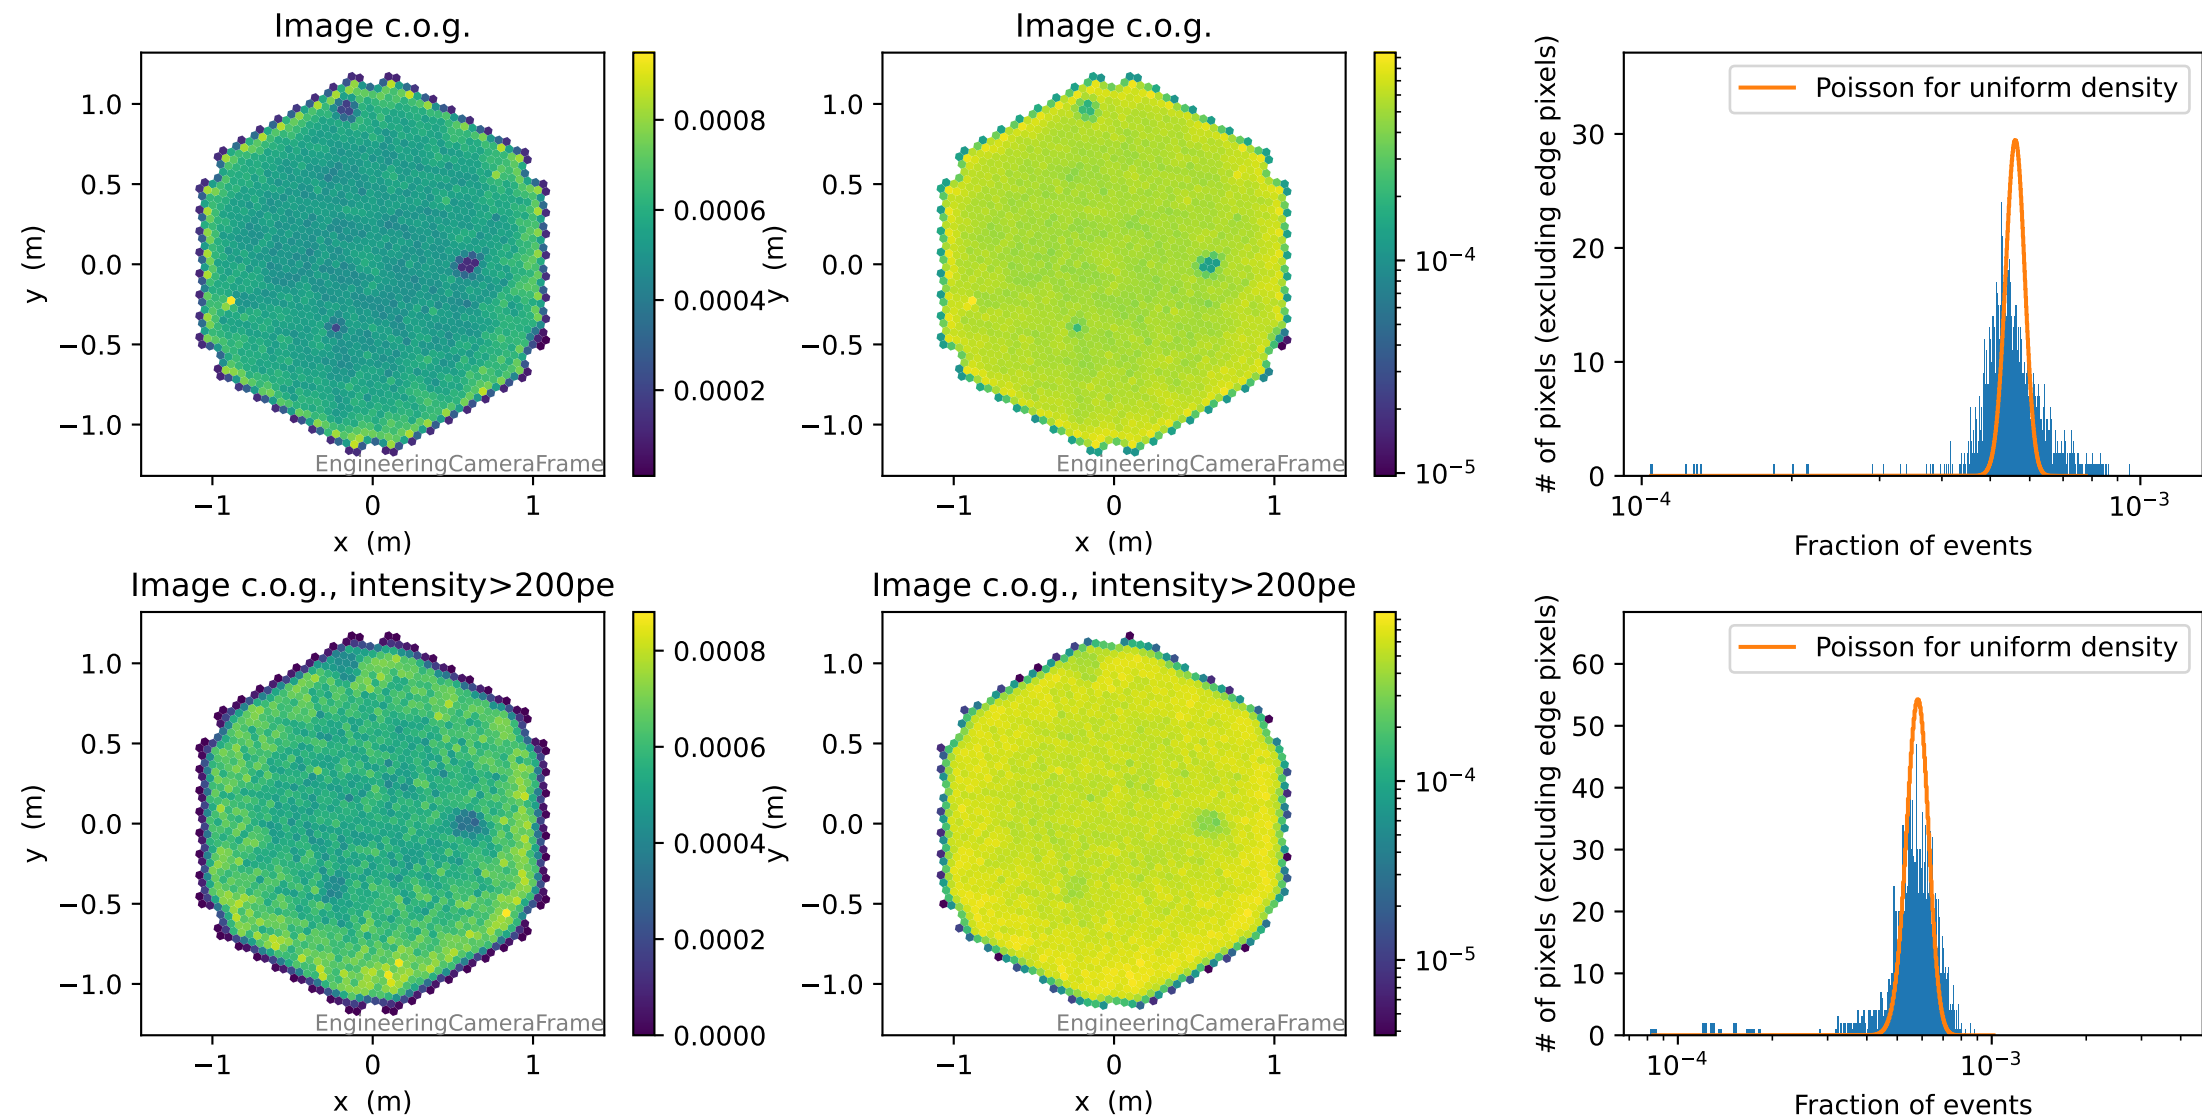 Image c.o.g.
1.0
0.5
0.0
−0.5
−1.0
y (m)
−1
0
1
x (m)
EngineeringCameraFrame
0.0008
0.0006
0.0004
0.0002
Image c.o.g.
1.0
0.5
0.0
−0.5
−1.0
y (m)
−1
0
1
x (m)
EngineeringCameraFrame
10−4
10−5
# of pixels (excluding edge pixels)
30
20
10
0
Poisson for uniform density
10−4
10−3
Fraction of events
Image c.o.g., intensity>200pe
1.0
0.5
0.0
−0.5
−1.0
y (m)
−1
0
1
x (m)
EngineeringCameraFrame
0.0008
0.0006
0.0004
0.0002
0.0000
Image c.o.g., intensity>200pe
1.0
0.5
0.0
−0.5
−1.0
y (m)
−1
0
1
x (m)
EngineeringCameraFrame
10−4
10−5
# of pixels (excluding edge pixels)
60
50
40
30
20
10
0
Poisson for uniform density
10−4
10−3
Fraction of events